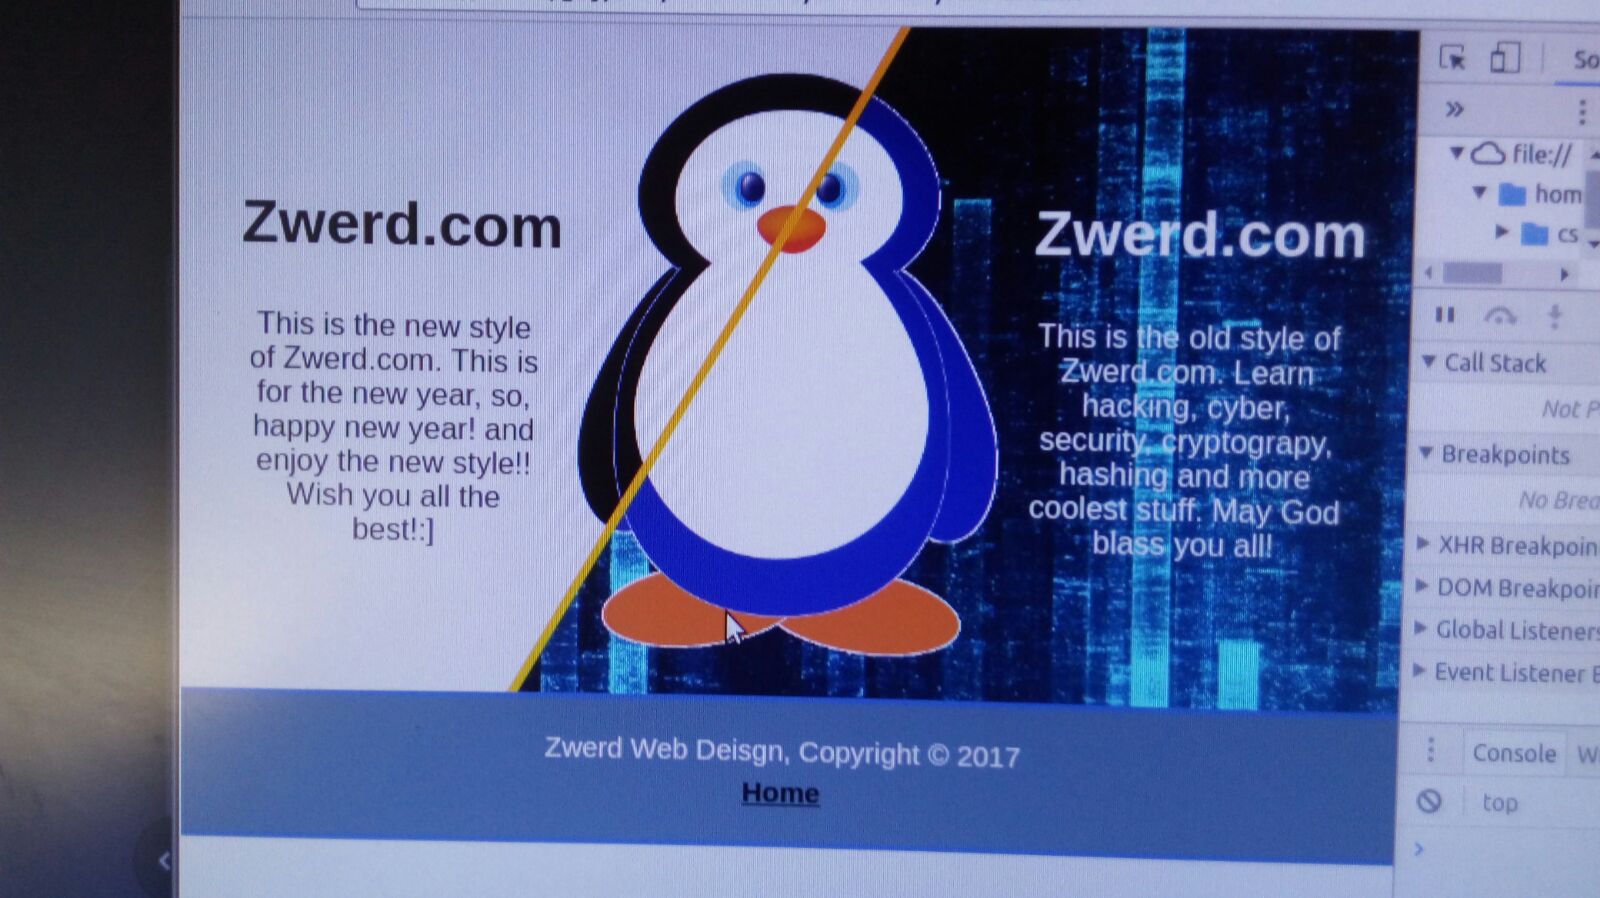 Zwerd.com
This is the new style
of Zwerd.com. This is
for the new year, so,
happy new year! and
enjoy the new style!!
Wish you all the
best!:]
Zwerd.com
This is the old style of
Zwerd.com. Learn
hacking, cyber,
security, cryptograpy,
hashing and more
coolest stuff. May God
blass you all!
Zwerd Web Deisgn, Copyright © 2017
Home
So
file://
hom
cs
Call Stack
Not P
Breakpoints
No Brea
XHR Breakpoin
DOM Breakpoin
Global Listeners
Event Listener B
Console
top